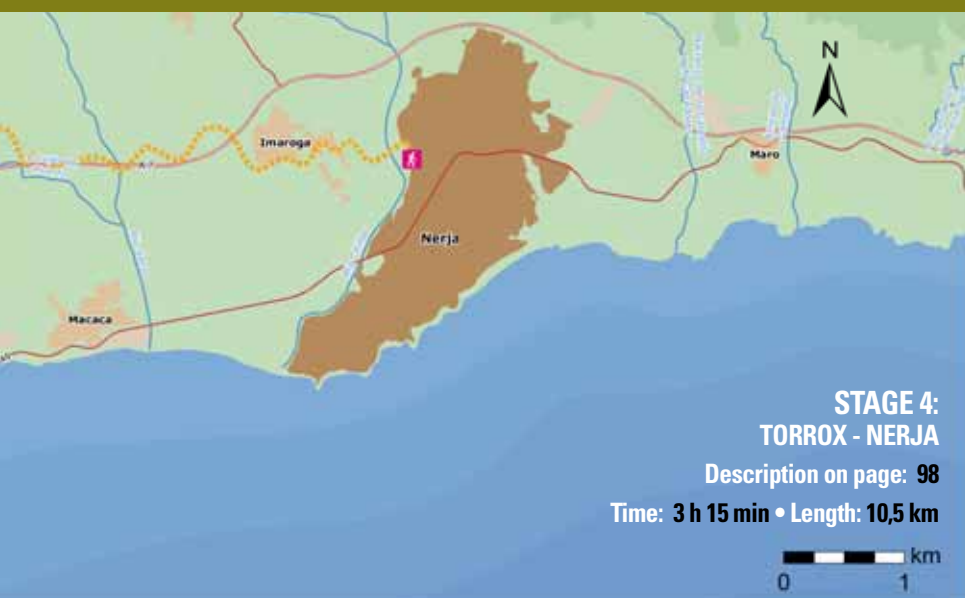 N
Imaroga
A-7
Maro
Nerja
Macaca
STAGE 4:
TORROX - NERJA
Description on page: 98
Time: 3 h 15 min • Length: 10,5 km
km
0 1